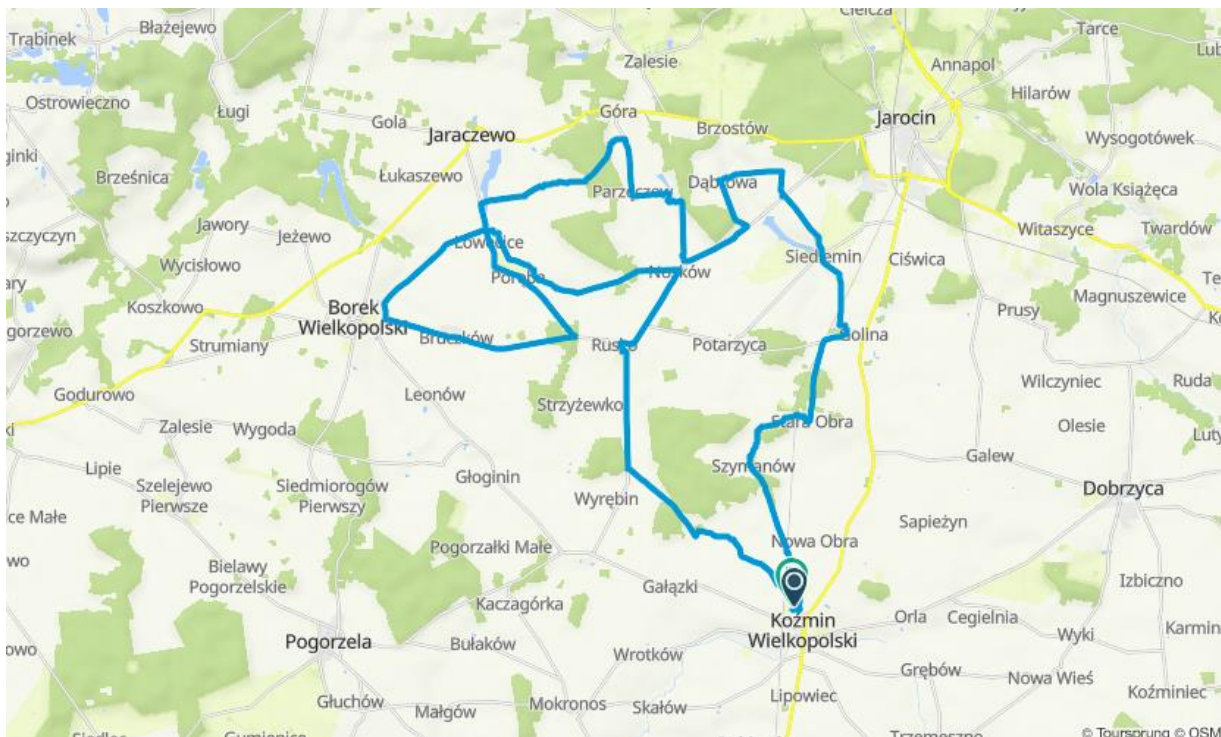 Błażejewo
Cielcza
Trąbinek
Tarce
Zalesie
Annapol
Ostrowieczno
Ługi
Hilarów
Góra
Gola
Brzostów
Jarocin
Jaraczewo
Wysogotówek
Brześnica
Łukaszewo
Parzęczew
Dąbrowa
Wola Książęca
Jawory
Jeżewo
Łowęcice
Witaszyce
Twardów
Wycisłowo
Siedlemin
Ciświca
Poręba
Nosków
Koszkowo
Borek
Wielkopolski
Magnuszewice
Prusy
Strumiany
Bruczków
Rusko
Potarzyca
Golina
Godurowo
Leonów
Strzyżewko
Wilczyniec
Ruda
Zalesie
Wygoda
Stara Obra
Olesie
Lipie
Głoginin
Szymanów
Galew
Szelejewo
Pierwsze
Siedmiorogów
Pierwszy
Wyrębin
Dobrzyca
Sapieżyn
Pogorzałki Małe
Nowa Obra
Bielawy
Pogorzelskie
Gałązki
Izbiczno
Kaczagórka
Koźmin
Wielkopolski
Orla
Cegielnia
Pogorzela
Bułaków
Wrotków
Wyki
Grębów
Nowa Wieś
Głuchów
Małgów
Mokronos
Skałów
Lipowiec
Koźminiec
© Toursprung © OSM